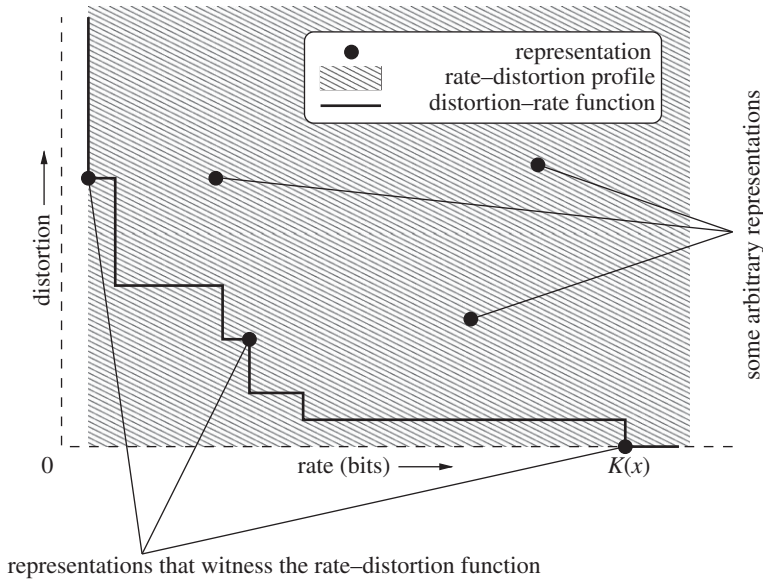 representation
rate–distortion profile
distortion–rate function
distortion
some arbitrary representations
0
rate (bits)
K(x)
representations that witness the rate–distortion function